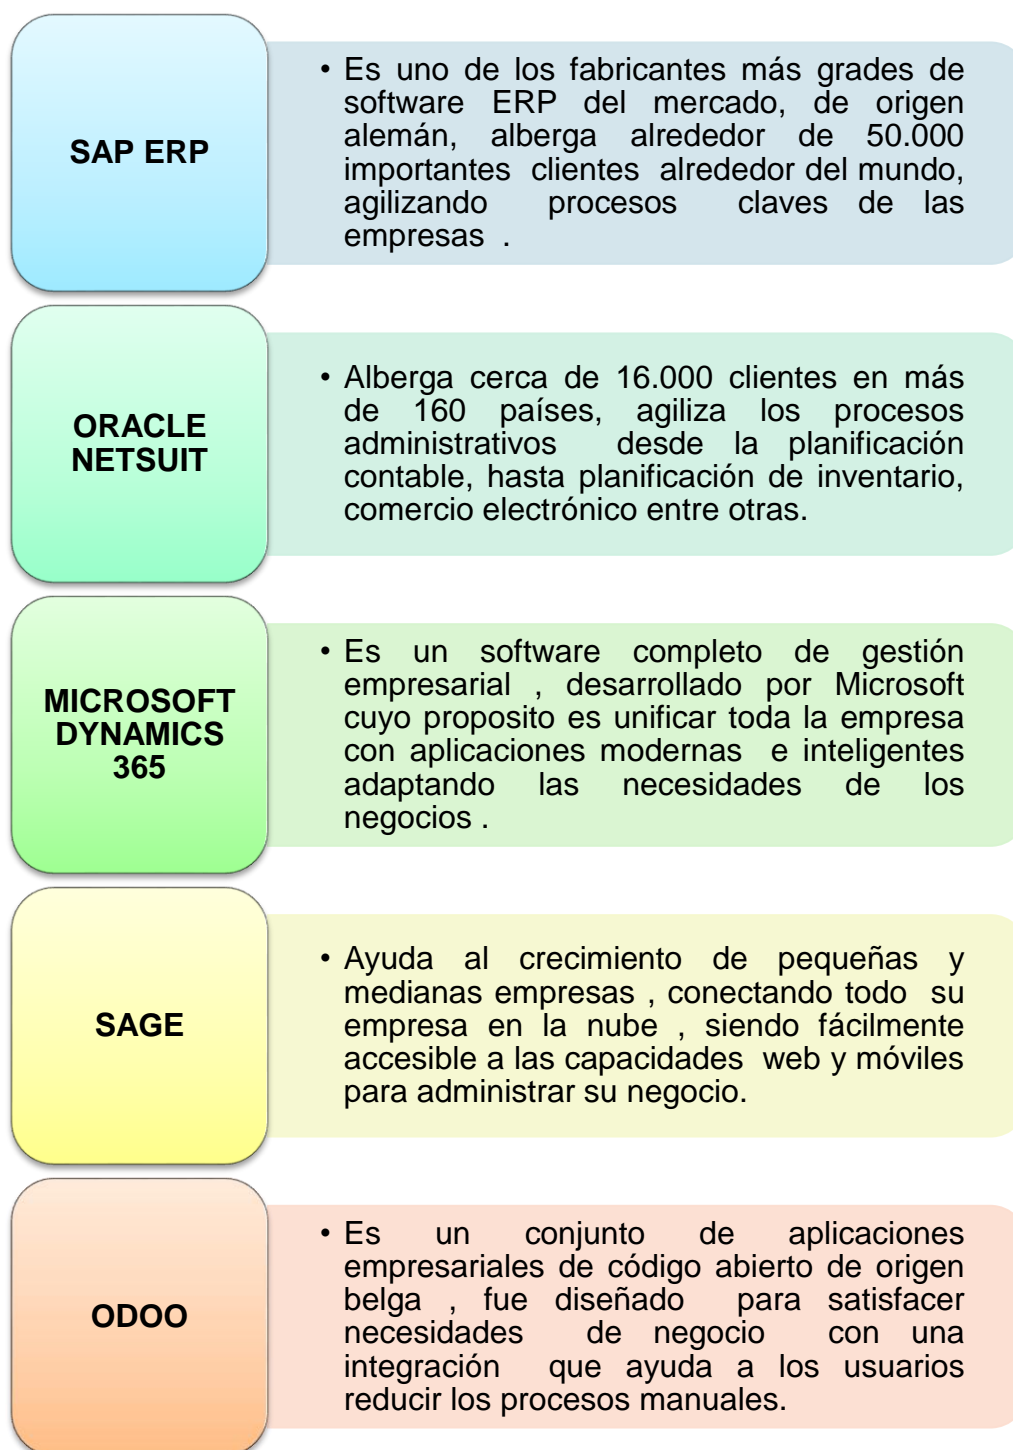 SAP ERP
• Es uno de los fabricantes más grades de
software ERP del mercado, de origen
alemán, alberga alrededor de 50.000
importantes clientes alrededor del mundo,
agilizando procesos claves de las
empresas .
ORACLE
NETSUIT
• Alberga cerca de 16.000 clientes en más
de 160 países, agiliza los procesos
administrativos desde la planificación
contable, hasta planificación de inventario,
comercio electrónico entre otras.
MICROSOFT
DYNAMICS
365
• Es un software completo de gestión
empresarial , desarrollado por Microsoft
cuyo proposito es unificar toda la empresa
con aplicaciones modernas e inteligentes
adaptando las necesidades de los
negocios .
SAGE
• Ayuda al crecimiento de pequeñas y
medianas empresas , conectando todo su
empresa en la nube , siendo fácilmente
accesible a las capacidades web y móviles
para administrar su negocio.
ODOO
• Es un conjunto de aplicaciones
empresariales de código abierto de origen
belga , fue diseñado para satisfacer
necesidades de negocio con una
integración que ayuda a los usuarios
reducir los procesos manuales.